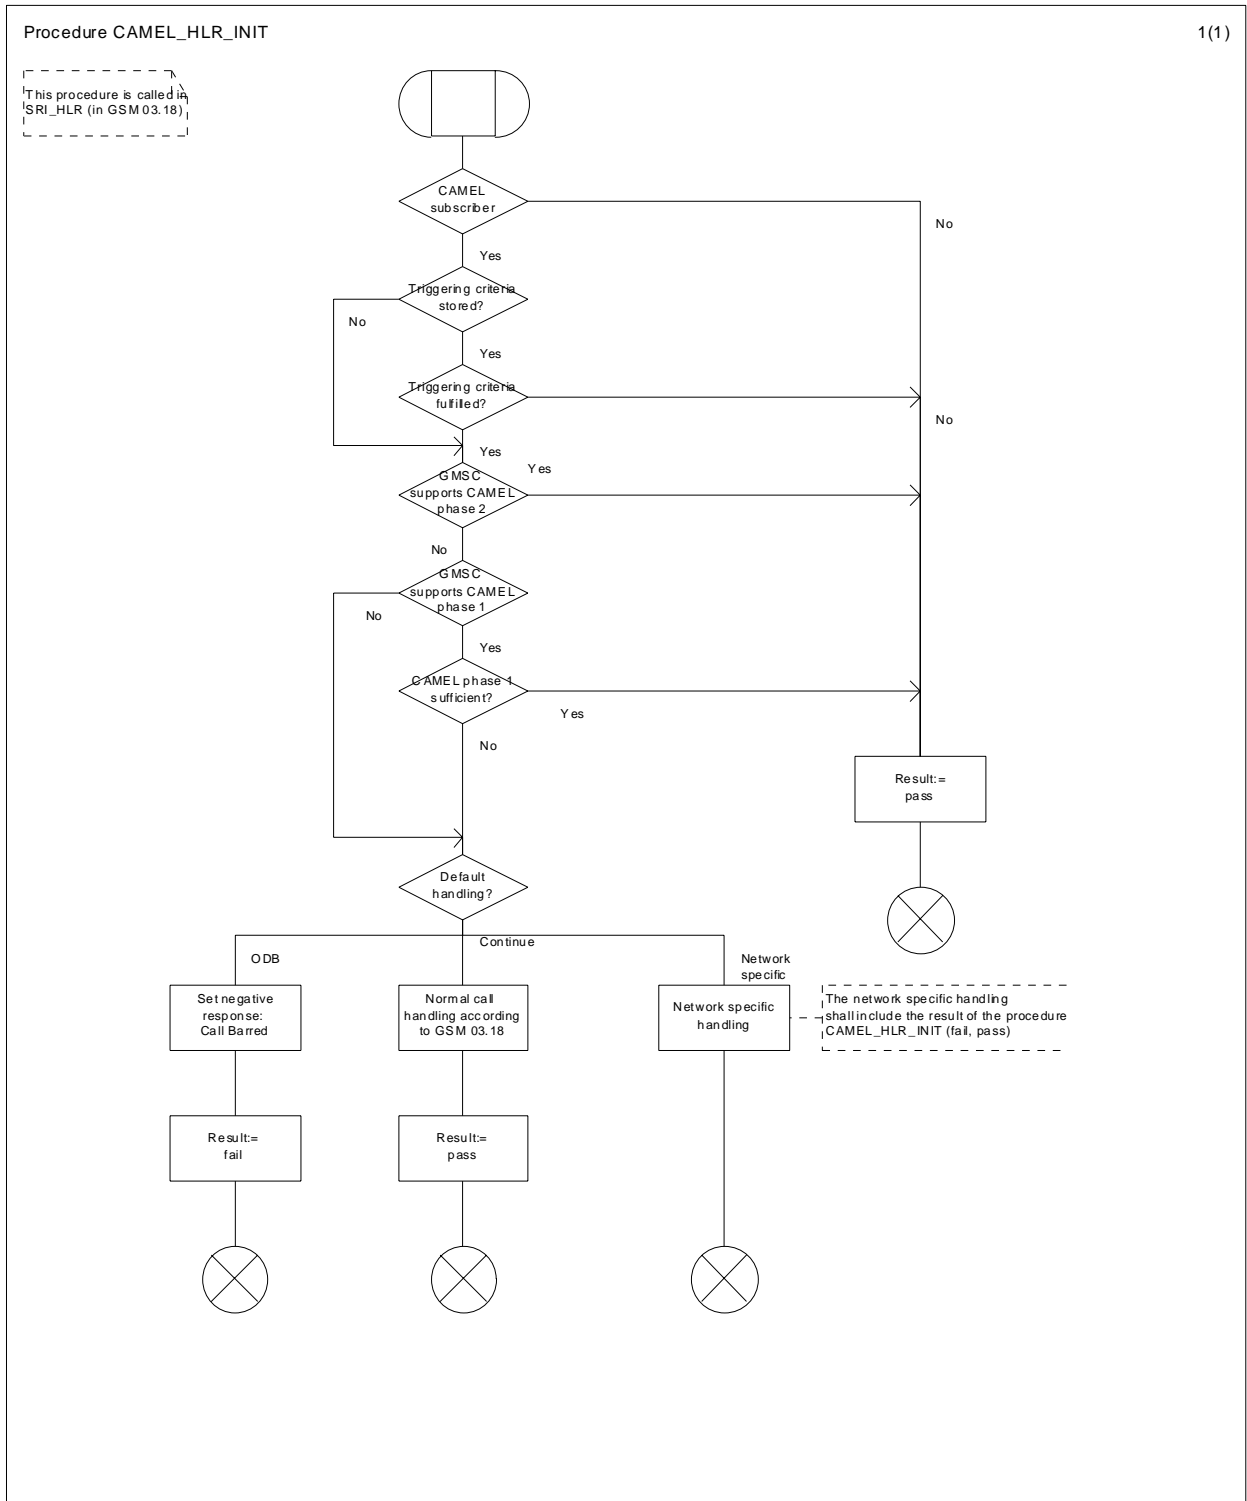 Procedure CAMEL_HLR_INIT
1(1)
This procedure is called in
SRI_HLR (in GSM 03.18)
CAMEL
subscriber
No
Yes
Triggering criteria
stored?
No
Yes
Triggering criteria
fulfilled?
No
Yes
GMSC
supports CAMEL
phase 2
Yes
No
GMSC
supports CAMEL
phase 1
No
Yes
CAMEL phase 1
sufficient?
Yes
No
Result:=
pass
Default
handling?
ODB
Continue
Network
specific
Set negative
response:
Call Barred
Normal call
handling according
to GSM 03.18
Network specific
handling
The network specific handling
shall include the result of the procedure
CAMEL_HLR_INIT (fail, pass)
Result:=
fail
Result:=
pass